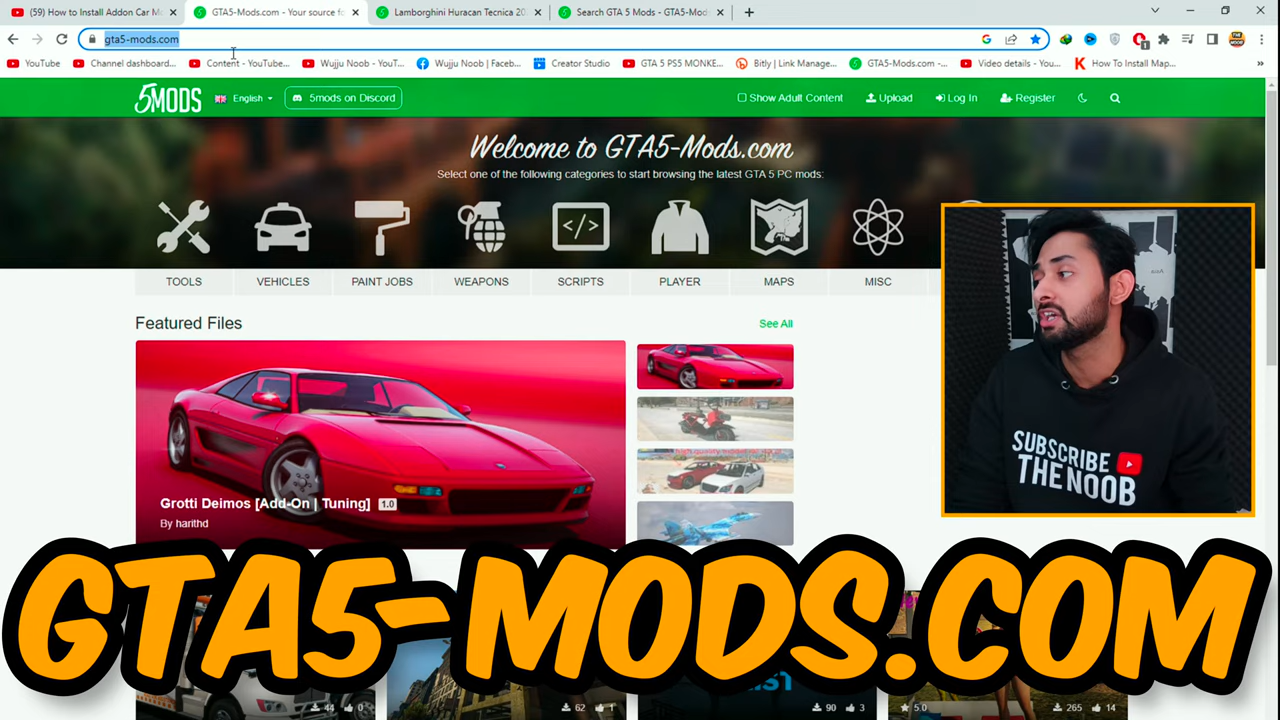 (59) How to Install Addon Car M
GTA5-Mods.com - Your source fo
Lamborghini Huracan Tecnica 20
Search GTA 5 Mods - GTA5-Mods
gta5-mods.com
YouTube
Channel dashboard...
Content - YouTube...
Wujju Noob - YouT...
Wujju Noob | Faceb...
Creator Studio
GTA 5 PS5 MONKE...
Bitly | Link Manage...
GTA5-Mods.com -...
Video details - You...
How To Install Map...
5MODS
English
5mods on Discord
Show Adult Content
Upload
Log In
Register
Welcome to GTA5-Mods.com
Select one of the following categories to start browsing the latest GTA 5 PC mods:
TOOLS
VEHICLES
PAINT JOBS
WEAPONS
SCRIPTS
PLAYER
MAPS
MISC
Featured Files
See All
SUBSCRIBE
THE NOOB
Grotti Deimos [Add-On | Tuning] 1.0
By harithd
GTA5-MODS.COM
44 0
62 1
90 3
5.0
265 14